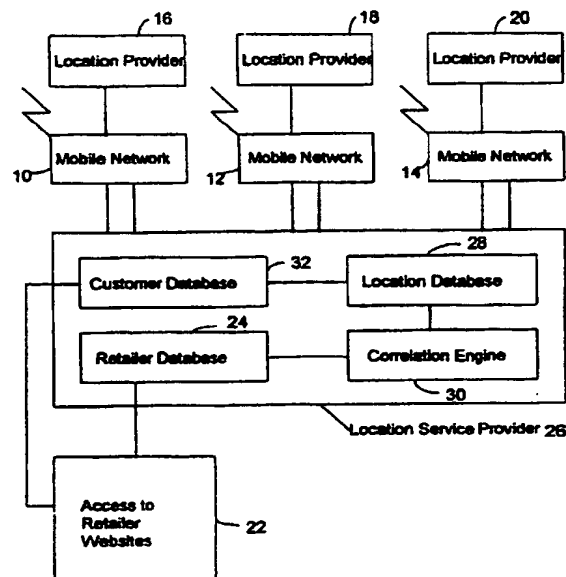 16
18
20
Location Provider
Location Provider
Location Provider
Mobile Network
Mobile Network
Mobile Network
10
12
14
28
32
Customer Database
Location Database
24
Retailer Database
Correlation Engine
30
Location Service Provider 26
Access to
Retailer
Websites
22